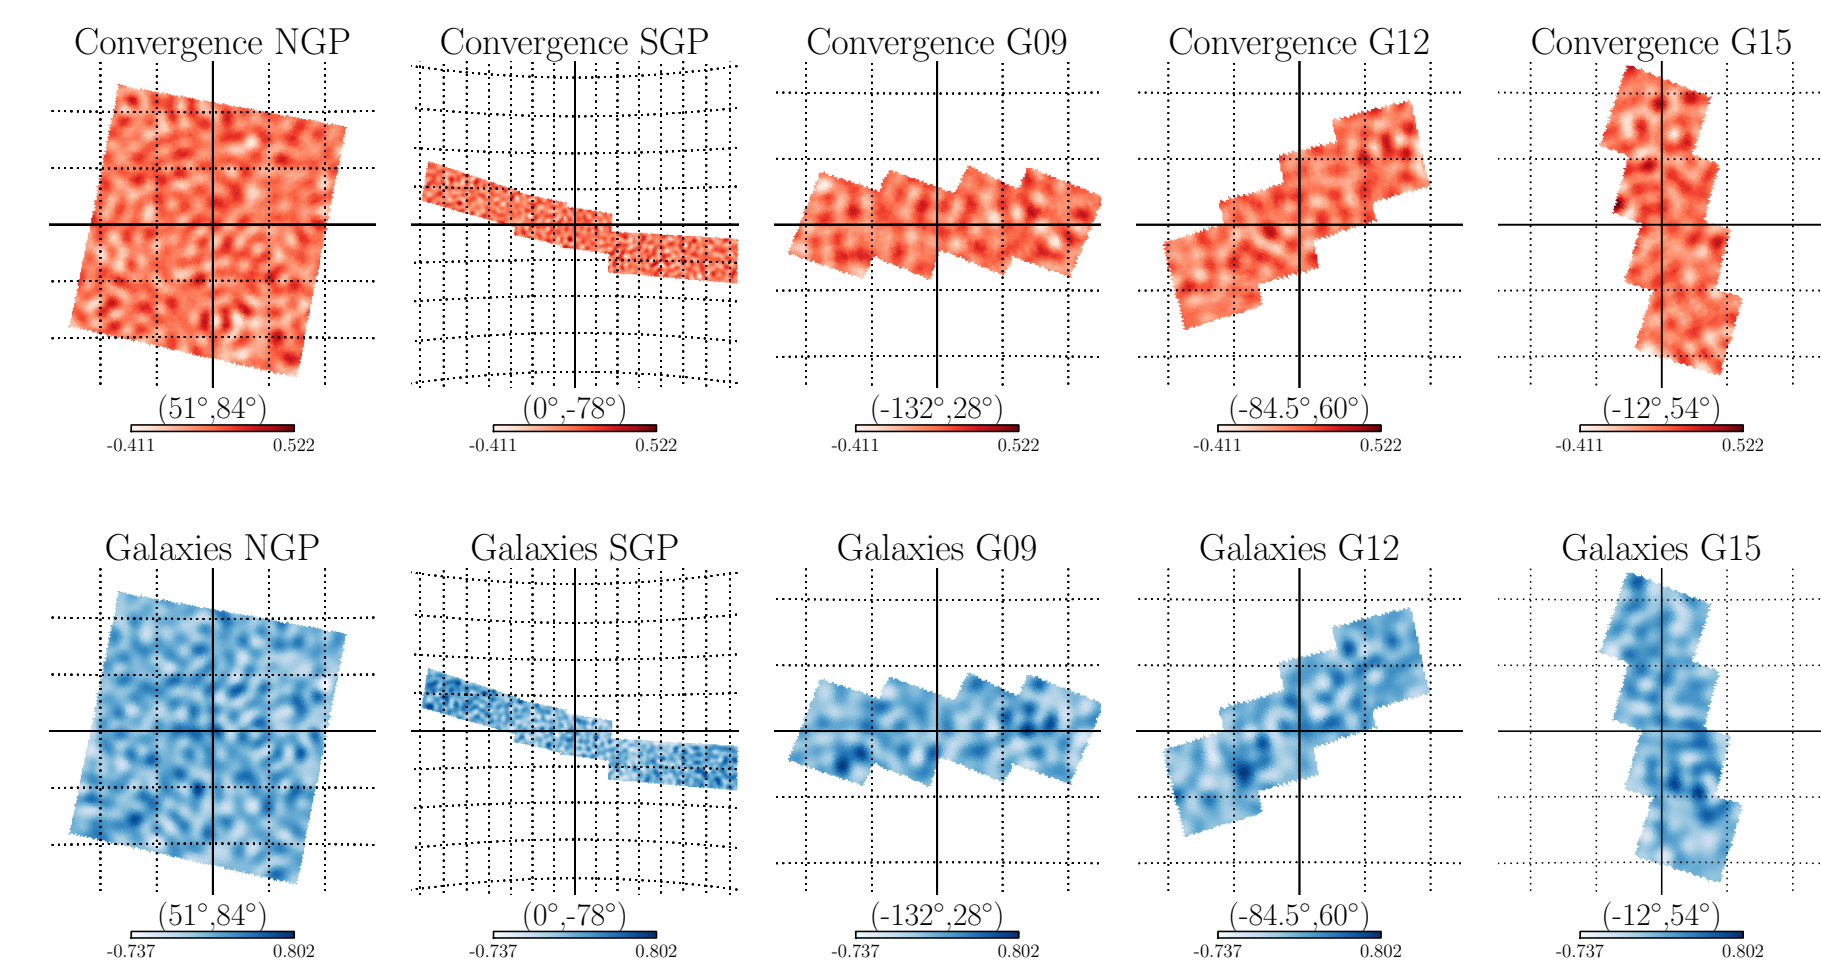 Convergence NGP
Convergence SGP
Convergence G09
Convergence G12
Convergence G15
(51°,84°)
(0°,-78°)
(-132°,28°)
(-84.5°,60°)
(-12°,54°)
-0.411 0.522
-0.411 0.522
-0.411 0.522
-0.411 0.522
-0.411 0.522
Galaxies NGP
Galaxies SGP
Galaxies G09
Galaxies G12
Galaxies G15
(51°,84°)
(0°,-78°)
(-132°,28°)
(-84.5°,60°)
(-12°,54°)
-0.737 0.802
-0.737 0.802
-0.737 0.802
-0.737 0.802
-0.737 0.802